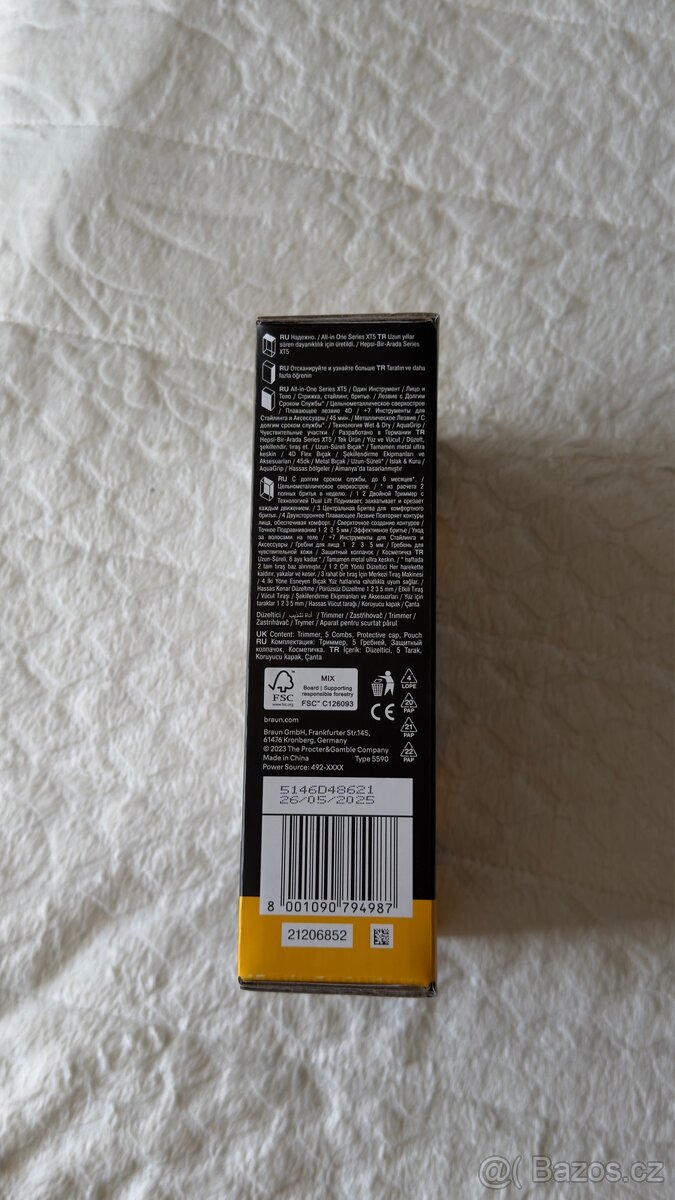 RU Надежно. / All-in One Series XT5 TR Uzun yıllar
süren dayanıklılık için üretildi. / Hepsi-Bir-Arada Series
XT5
RU Отсканируйте и узнайте больше TR Taratın ve daha
fazla öğrenin
RU All-in-One Series XT5 / Один Инструмент / Лицо и
Тело / Стрижка, стайлинг, бритье. / Лезвие с Долгим
Сроком Службы* / Цельнометаллическое сверхострое
/ Плавающее лезвие 4D / +7 Инструменты для
Стайлинга и Аксессуары / 45 мин. / Металлическое Лезвие / С
долгим сроком службы*. / Технология Wet & Dry / AquaGrip /
Чувствительные участки / Разработано в Германии TR
Hepsi-Bir-Arada Series XT5 / Tek Ürün / Yüz ve Vücut / Düzelt,
şekillendir, tıraş et. / Uzun-Süreli Bıçak* / Tamamen metal ultra
keskin / 4D Flex Bıçak / Şekillendirme Ekipmanları ve
Aksesuarları / 45dk / Metal Bıçak / Uzun-Süreli* / Islak & Kuru /
AquaGrip / Hassas bölgeler / Almanya'da tasarlanmıştır
RU С долгим сроком службы, до 6 месяцев*. /
Цельнометаллическое сверхострое. / * из расчета 2
полных бритья в неделю. / 1 2 Двойной Триммер с
Технологией Dual Lift Поднимает, захватывает и срезает
каждым движением. / 3 Центральная Бритва для комфортного
бритья. / 4 Двухстороннее Плавающее Лезвие Повторяет контуры
лица, обеспечивая комфорт. / Сверхточное создание контуров /
Точное Подравнивание 1 2 3 5 мм / Эффективное бритье / Уход
за волосами на теле / +7 Инструменты для Стайлинга и
Аксессуары / Гребни для лица 1 2 3 5 мм / Гребень для
чувствительной кожи / Защитный колпачок / Косметичка TR
Uzun-Süreli, 6 aya kadar * / Tamamen metal ultra keskin. / * haftada
2 tam tıraş baz alınmıştır. / 1 2 Çift Yönlü Düzeltici Her harekette
kaldırır, yakalar ve keser. / 3 rahat bir tıraş için Merkezi Tıraş Makinesi
/ 4 İki Yöne Esneyen Bıçak Yüz hatlarına rahatlıkla uyum sağlar. /
Hassas Kenar Düzeltme / Pürüzsüz Düzeltme 1 2 3 5 mm / Etkili Tıraş
/ Vücut Tıraşı / Şekillendirme Ekipmanları ve Aksesuarları / Yüz için
taraklar 1 2 3 5 mm / Hassas Vücut tarağı / Koruyucu kapak / Çanta
Düzeltici / أداة تشذيب / Trimmer / Zastřihovač / Trimmer /
Zastrihávač / Trymer / Aparat pentru scurtat părul
UK Content: Trimmer, 5 Combs, Protective cap, Pouch
RU Комплектация: Триммер, 5 Гребней, Защитный
колпачок, Косметичка. TR İçerik: Düzeltici, 5 Tarak,
Koruyucu kapak, Çanta
FSC
www.fsc.org
MIX
Board | Supporting
responsible forestry
FSC™ C126093
CE
4
LDPE
20
PAP
21
PAP
22
PAP
braun.com
Braun GmbH, Frankfurter Str.145,
61476 Kronberg, Germany
© 2023 The Procter&Gamble Company
Made in China Type 5590
Power Source: 492-XXXX
5146D48621
26/05/2025
8 001090 794987
21206852
@( Bazos.cz